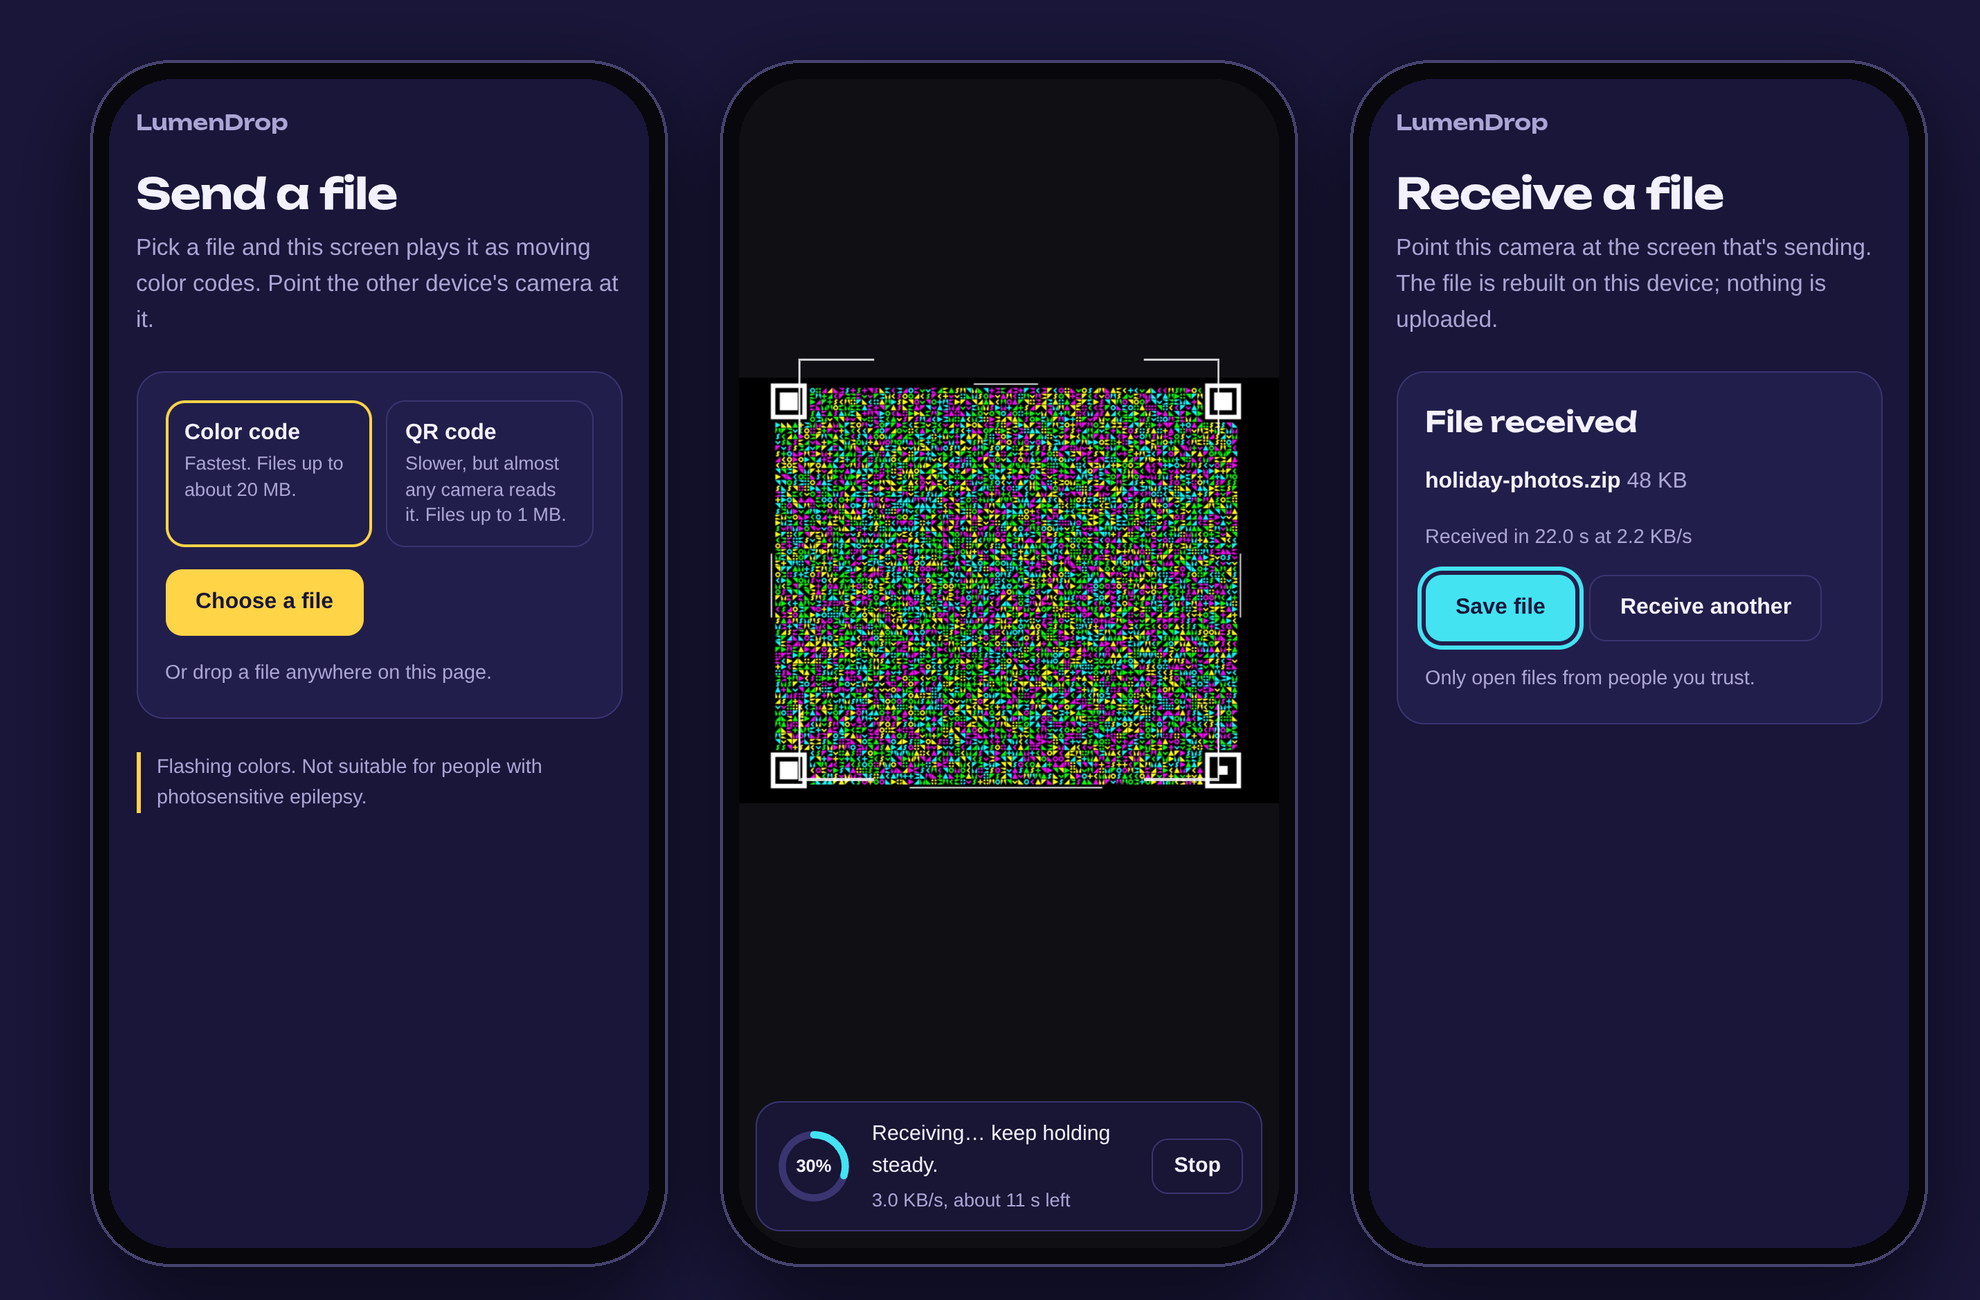 LumenDrop
Send a file
Pick a file and this screen plays it as moving
color codes. Point the other device's camera at
it.
Color code
Fastest. Files up to
about 20 MB.
QR code
Slower, but almost
any camera reads
it. Files up to 1 MB.
Choose a file
Or drop a file anywhere on this page.
Flashing colors. Not suitable for people with
photosensitive epilepsy.
30%
Receiving… keep holding
steady.
3.0 KB/s, about 11 s left
Stop
LumenDrop
Receive a file
Point this camera at the screen that's sending.
The file is rebuilt on this device; nothing is
uploaded.
File received
holiday-photos.zip 48 KB
Received in 22.0 s at 2.2 KB/s
Save file
Receive another
Only open files from people you trust.